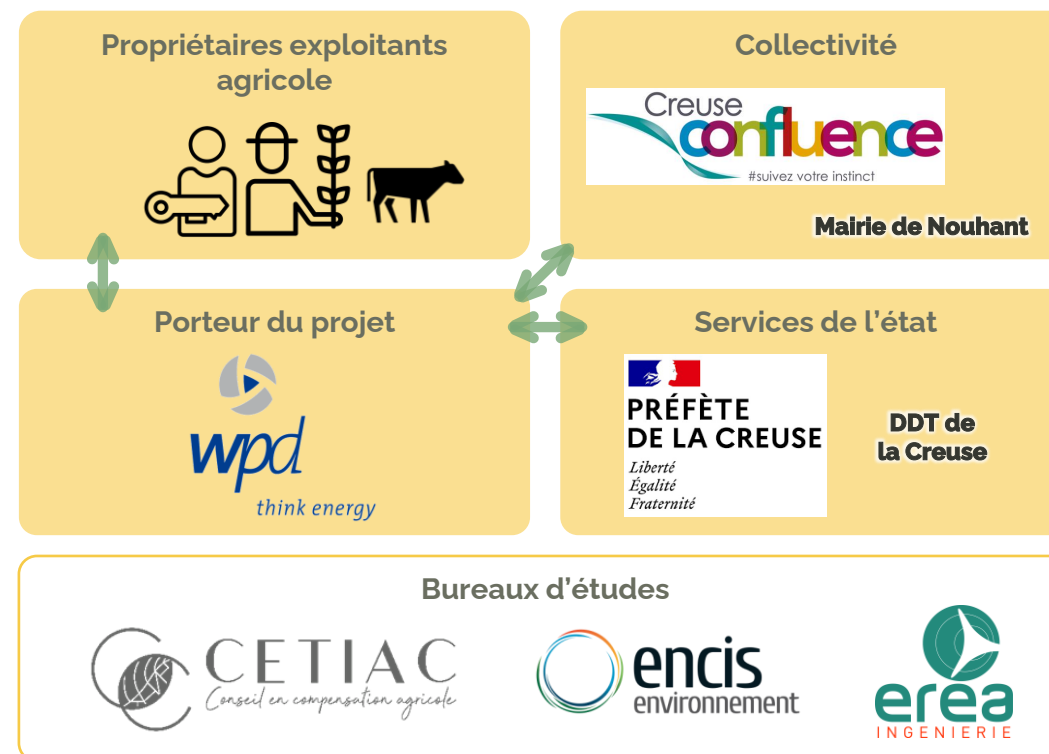 Propriétaires exploitants
agricole
Collectivité
Creuse
confluence
#suivez votre instinct
Mairie de Nouhant
Porteur du projet
wpd
think energy
Services de l'état
PRÉFÈTE
DE LA CREUSE
Liberté
Égalité
Fraternité
DDT de
la Creuse
Bureaux d'études
CETIAC
Conseil en compensation agricole
encis
environnement
erea
INGENIERIE